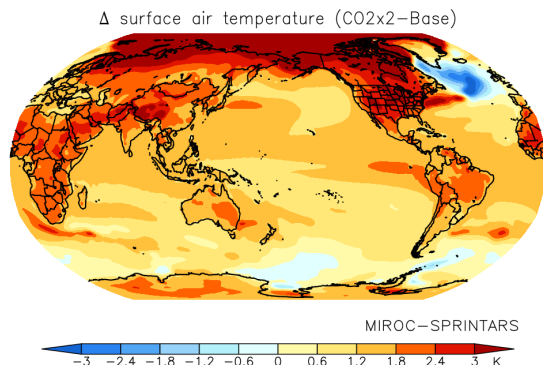 Δ surface air temperature (CO2x2−Base)
MIROC−SPRINTARS
−3 −2.4 −1.8 −1.2 −0.6 0 0.6 1.2 1.8 2.4 3 K